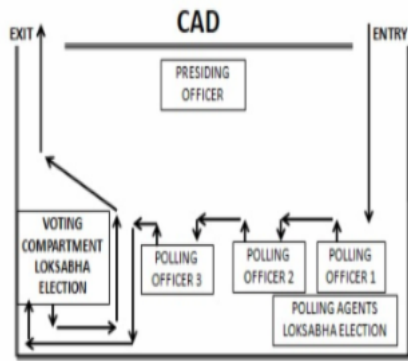 CAD
EXIT
ENTRY
PRESIDING
OFFICER
VOTING
COMPARTMENT
LOKSABHA
ELECTION
POLLING
OFFICER 3
POLLING
OFFICER 2
POLLING
OFFICER 1
POLLING AGENTS
LOKSABHA ELECTION